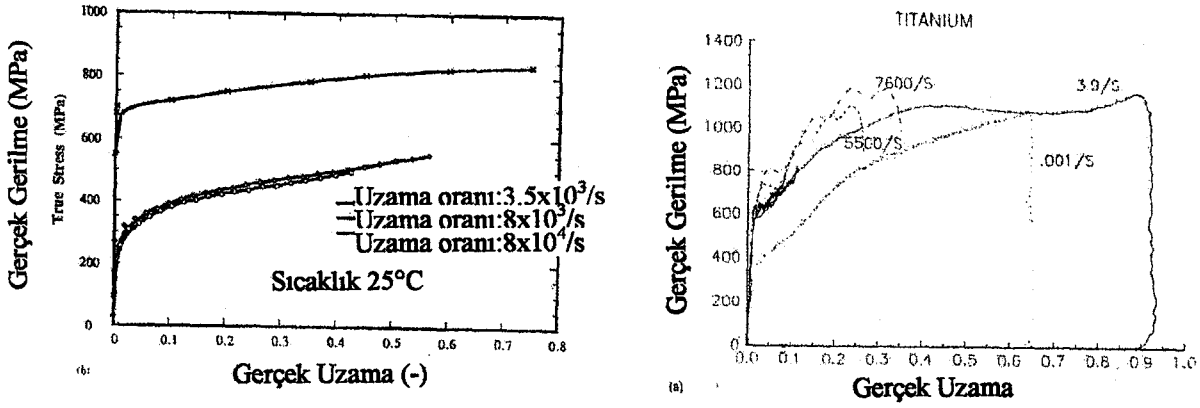 1000
800
600
400
200
0
Gerçek Gerilme (MPa)
True Stress (MPa)
Uzama oranı:3.5x10³/s
Uzama oranı:8x10³/s
Uzama oranı:8x10⁴/s
Sıcaklık 25°C
0 0.1 0.2 0.3 0.4 0.5 0.6 0.7 0.8
(b)
Gerçek Uzama (-)
TITANIUM
1400
1200
1000
800
600
400
200
0
Gerçek Gerilme (MPa)
7600/S
3.9/S
5500/S
.001/S
0.0 0.1 0.2 0.3 0.4 0.5 0.6 0.7 0.8 0.9 1.0
(a)
Gerçek Uzama